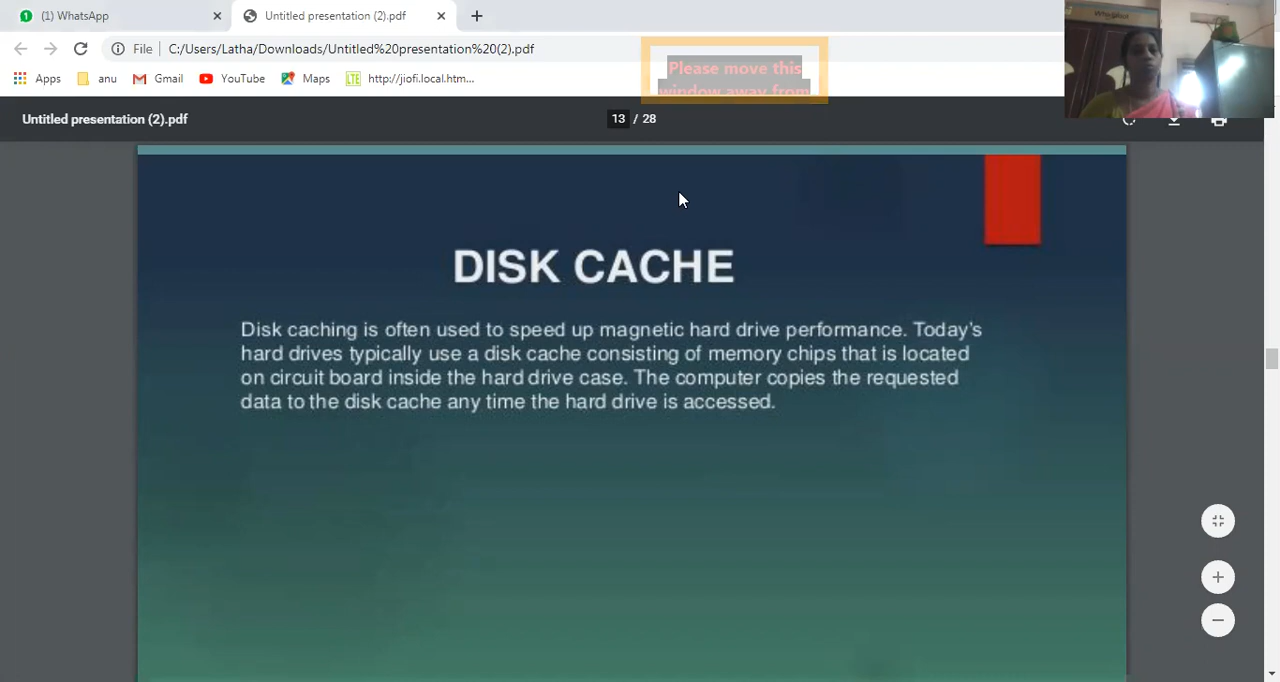 (1) WhatsApp
Untitled presentation (2).pdf
File
C:/Users/Latha/Downloads/Untitled%20presentation%20(2).pdf
Apps
anu
Gmail
YouTube
Maps
LTE
http://jiofi.local.htm...
Please move this
window away from
Untitled presentation (2).pdf
13 / 28
DISK CACHE
Disk caching is often used to speed up magnetic hard drive performance. Today's
hard drives typically use a disk cache consisting of memory chips that is located
on circuit board inside the hard drive case. The computer copies the requested
data to the disk cache any time the hard drive is accessed.